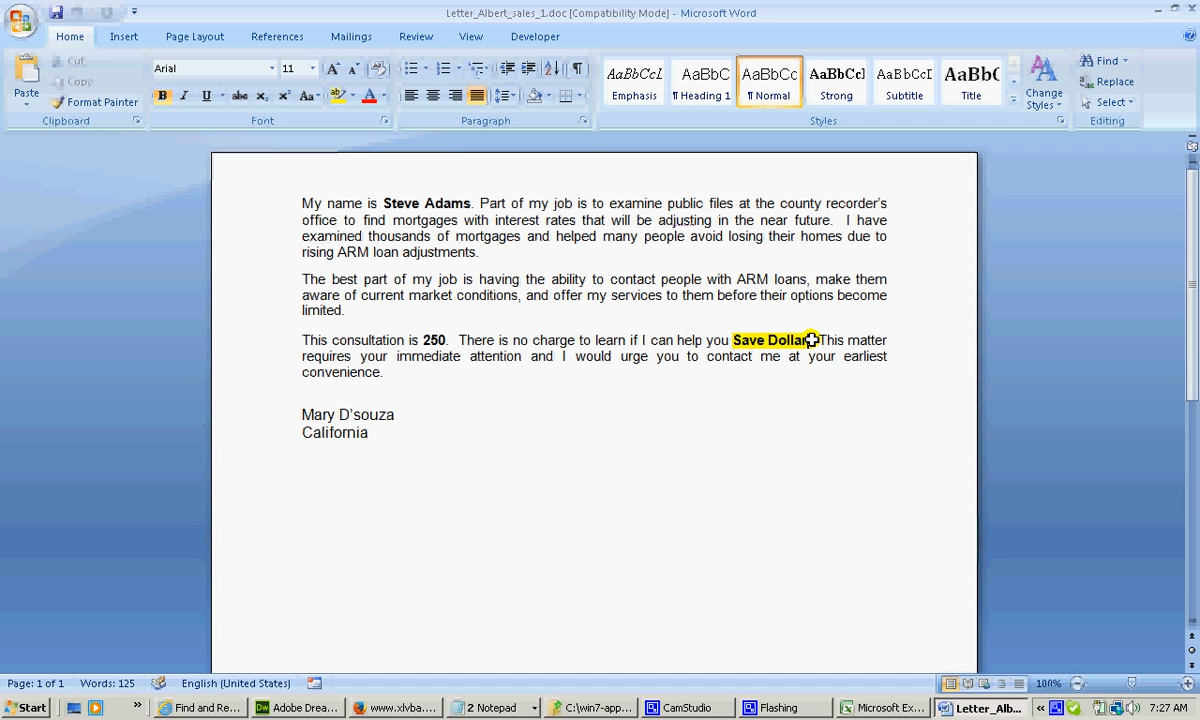 Letter_Albert_sales_1.doc [Compatibility Mode] - Microsoft Word
Home Insert Page Layout References Mailings Review View Developer
Paste
Cut
Copy
Format Painter
Clipboard
Arial 11
Font
Paragraph
AaBbCcL AaBbC AaBbCc AaBbCcl AaBbCcI AaBb(
Emphasis ¶ Heading 1 ¶ Normal Strong Subtitle Title
Change Styles
Styles
Find
Replace
Select
Editing
My name is Steve Adams. Part of my job is to examine public files at the county recorder's
office to find mortgages with interest rates that will be adjusting in the near future. I have
examined thousands of mortgages and helped many people avoid losing their homes due to
rising ARM loan adjustments.
The best part of my job is having the ability to contact people with ARM loans, make them
aware of current market conditions, and offer my services to them before their options become
limited.
This consultation is 250. There is no charge to learn if I can help you Save Dollar This matter
requires your immediate attention and I would urge you to contact me at your earliest
convenience.
Mary D'souza
California
Page: 1 of 1 Words: 125 English (United States) 100%
Start Find and Re... Adobe Drea... www.xlvba... 2 Notepad C:\win7-app... CamStudio Flashing Microsoft Ex... Letter_Alb... 7:27 AM